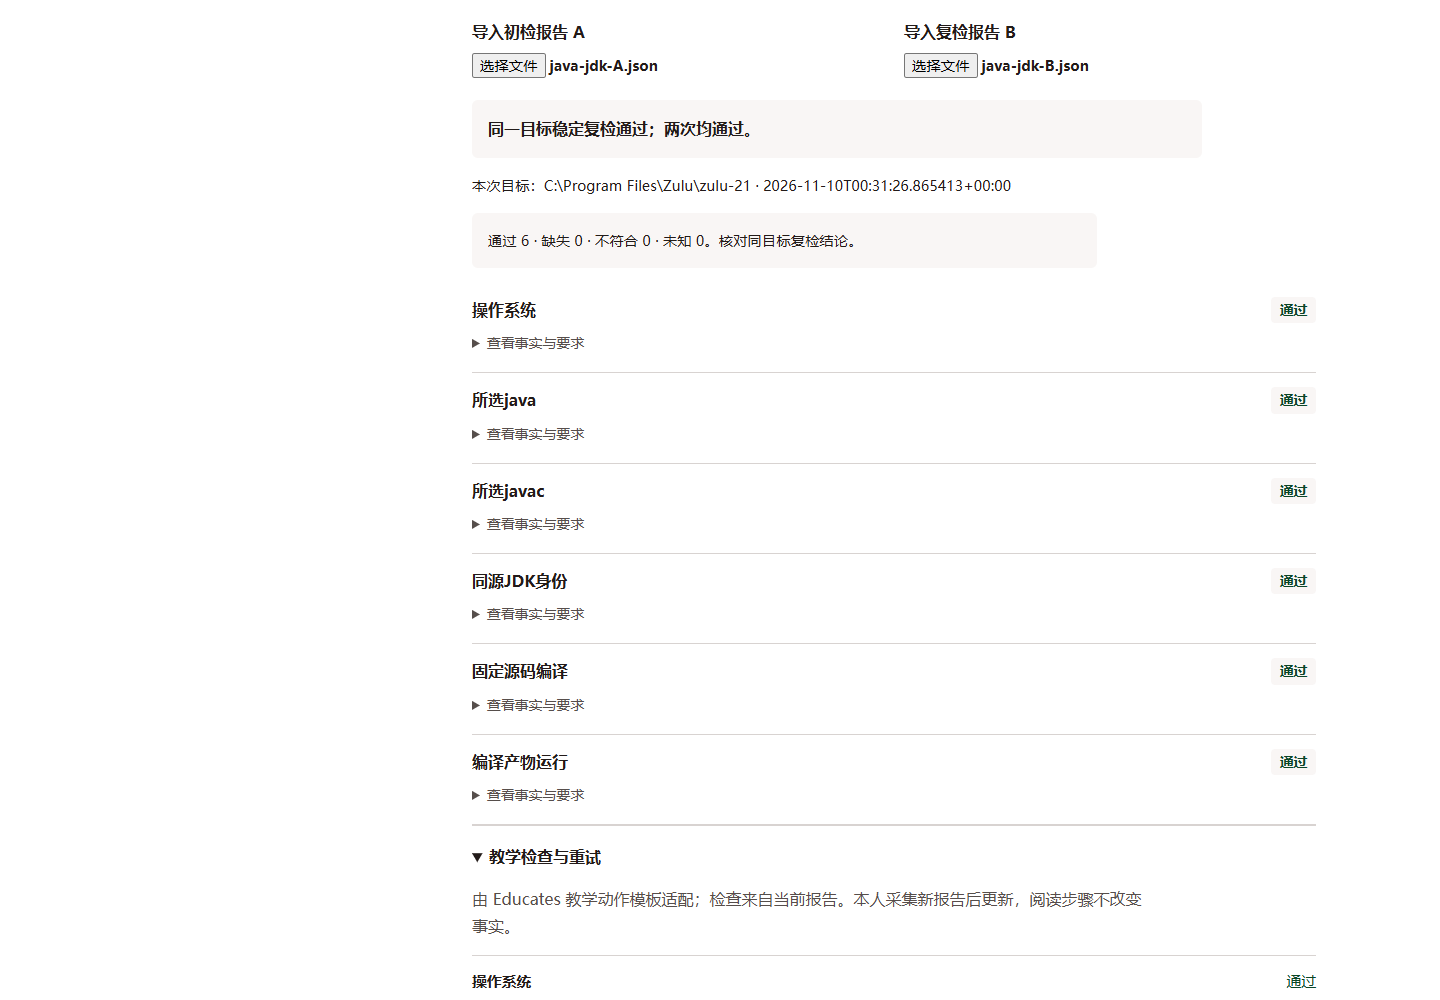 导入初检报告 A
导入复检报告 B
选择文件 java-jdk-A.json
选择文件 java-jdk-B.json
同一目标稳定复检通过；两次均通过。
本次目标：C:\Program Files\Zulu\zulu-21 · 2026-11-10T00:31:26.865413+00:00
通过 6 · 缺失 0 · 不符合 0 · 未知 0。核对同目标复检结论。
操作系统 通过
▶ 查看事实与要求
所选java 通过
▶ 查看事实与要求
所选javac 通过
▶ 查看事实与要求
同源JDK身份 通过
▶ 查看事实与要求
固定源码编译 通过
▶ 查看事实与要求
编译产物运行 通过
▶ 查看事实与要求
▼ 教学检查与重试
由 Educates 教学动作模板适配；检查来自当前报告。本人采集新报告后更新，阅读步骤不改变
事实。
操作系统 通过